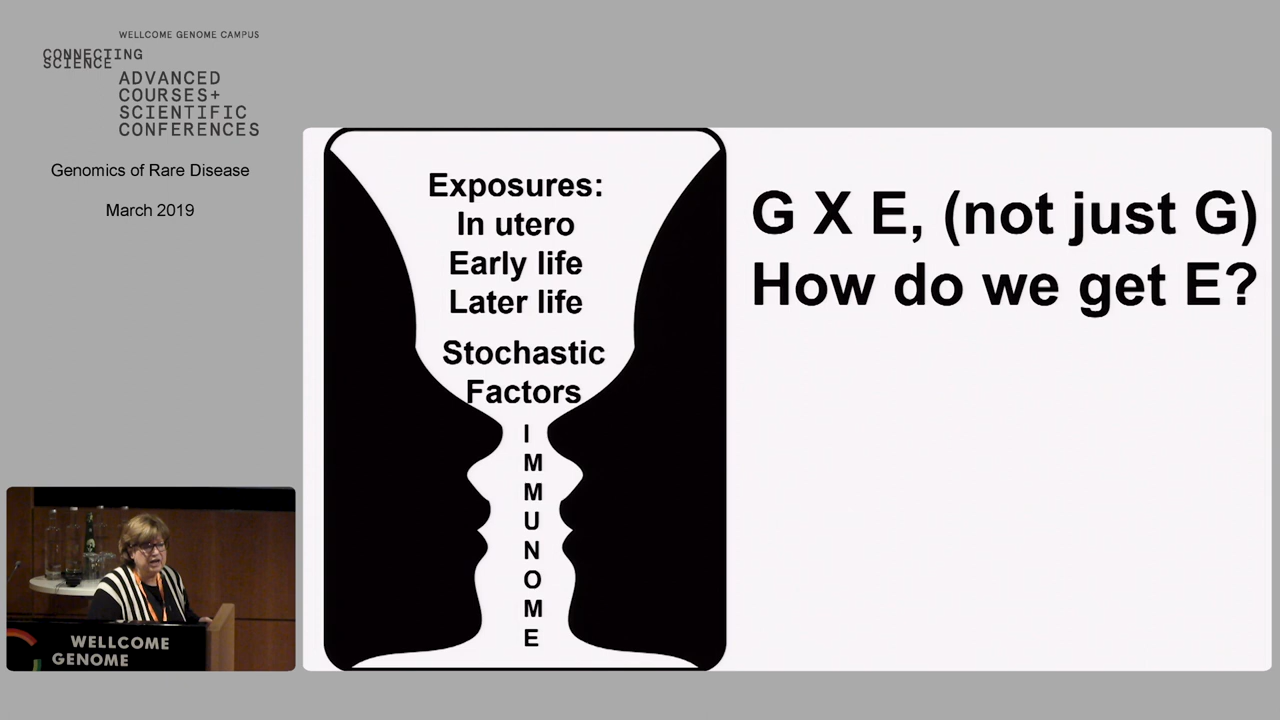 WELLCOME GENOME CAMPUS
CONNECTING
SCIENCE
ADVANCED
COURSES+
SCIENTIFIC
CONFERENCES
Genomics of Rare Disease
March 2019
Exposures:
In utero
Early life
Later life
Stochastic
Factors
I
M
M
U
N
O
M
E
G X E, (not just G)
How do we get E?
WELLCOME
GENOME